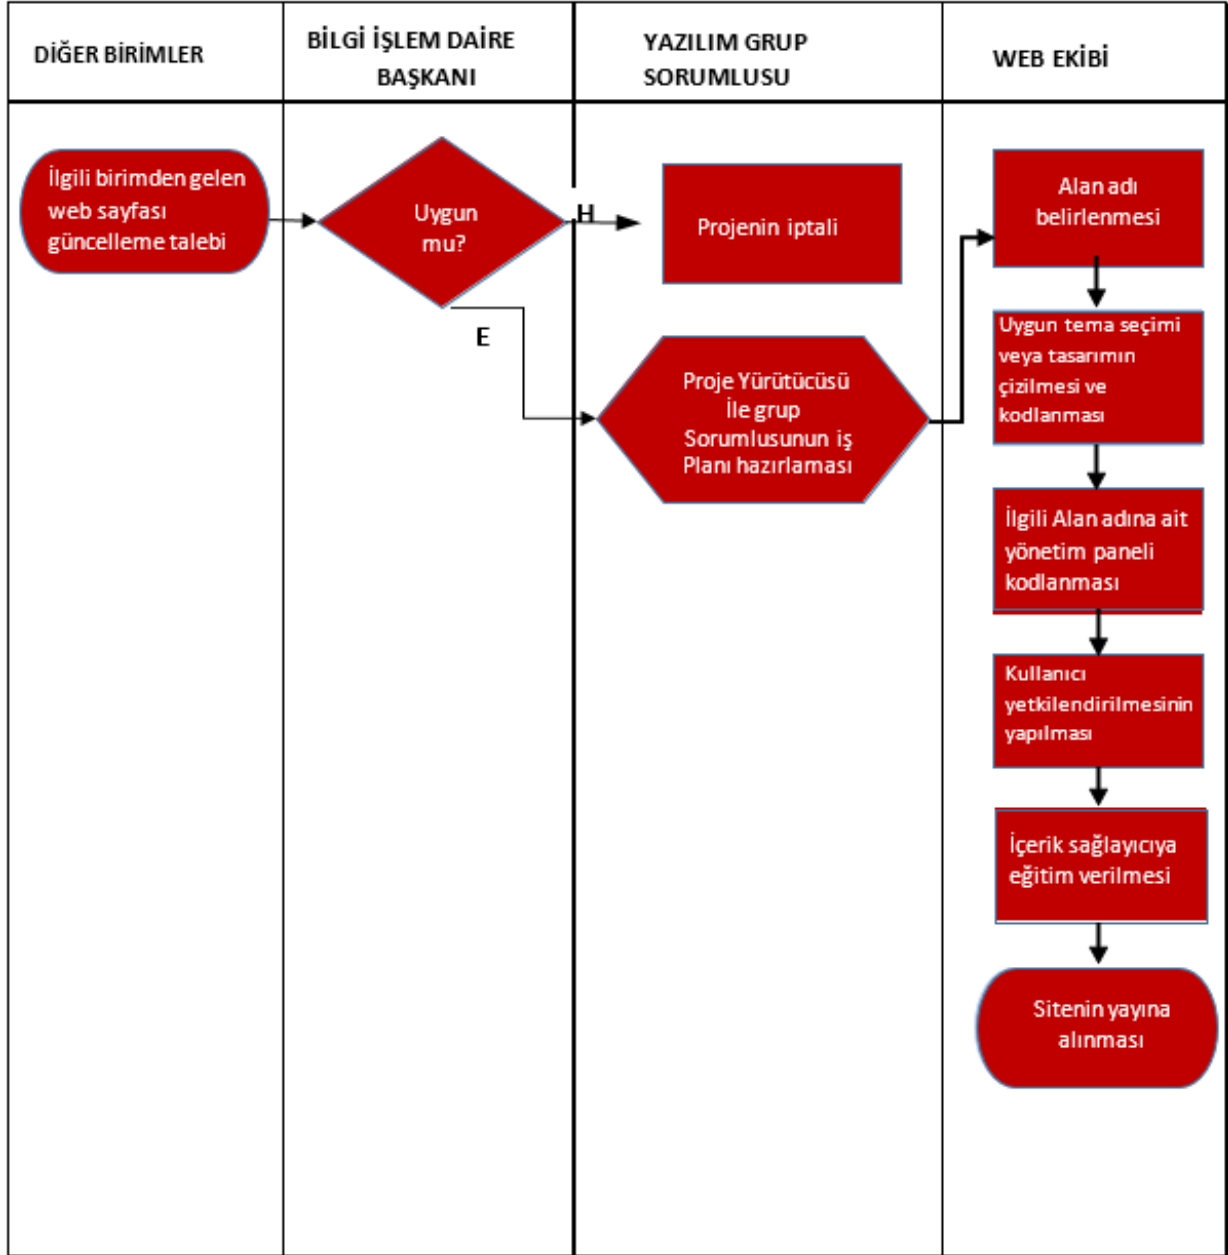 DİĞER BİRİMLER
BİLGİ İŞLEM DAİRE
BAŞKANI
YAZILIM GRUP
SORUMLUSU
WEB EKİBİ
İlgili birimden gelen
web sayfası
güncelleme talebi
Uygun
mu?
H
E
Projenin iptali
Proje Yürütücüsü
İle grup
Sorumlusunun iş
Planı hazırlaması
Alan adı
belirlenmesi
Uygun tema seçimi
veya tasarımın
çizilmesi ve
kodlanması
İlgili Alan adına ait
yönetim paneli
kodlanması
Kullanıcı
yetkilendirilmesinin
yapılması
İçerik sağlayıcıya
eğitim verilmesi
Sitenin yayına
alınması